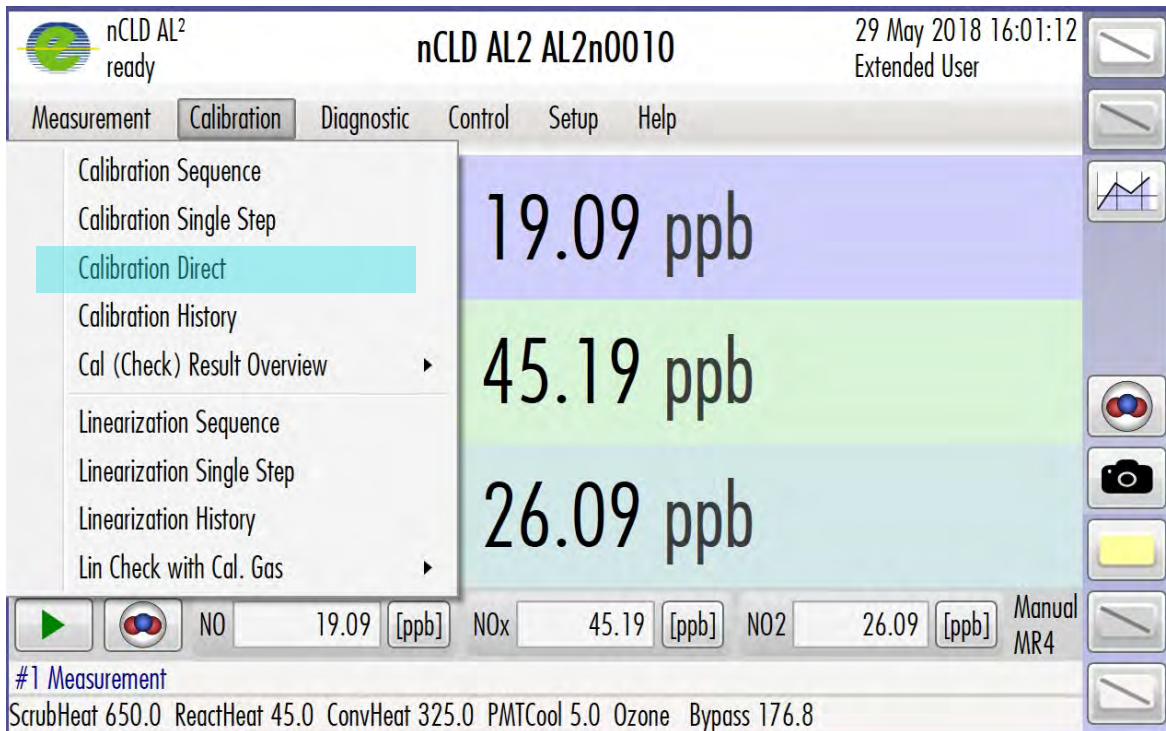 nCLD AL²
ready
nCLD AL2 AL2n0010
29 May 2018 16:01:12
Extended User
Measurement Calibration Diagnostic Control Setup Help
Calibration Sequence
Calibration Single Step
Calibration Direct
Calibration History
Cal (Check) Result Overview
Linearization Sequence
Linearization Single Step
Linearization History
Lin Check with Cal. Gas
19.09 ppb
45.19 ppb
26.09 ppb
NO 19.09 [ppb] NOx 45.19 [ppb] NO2 26.09 [ppb] Manual
MR4
#1 Measurement
ScrubHeat 650.0 ReactHeat 45.0 ConvHeat 325.0 PMTCool 5.0 Ozone Bypass 176.8